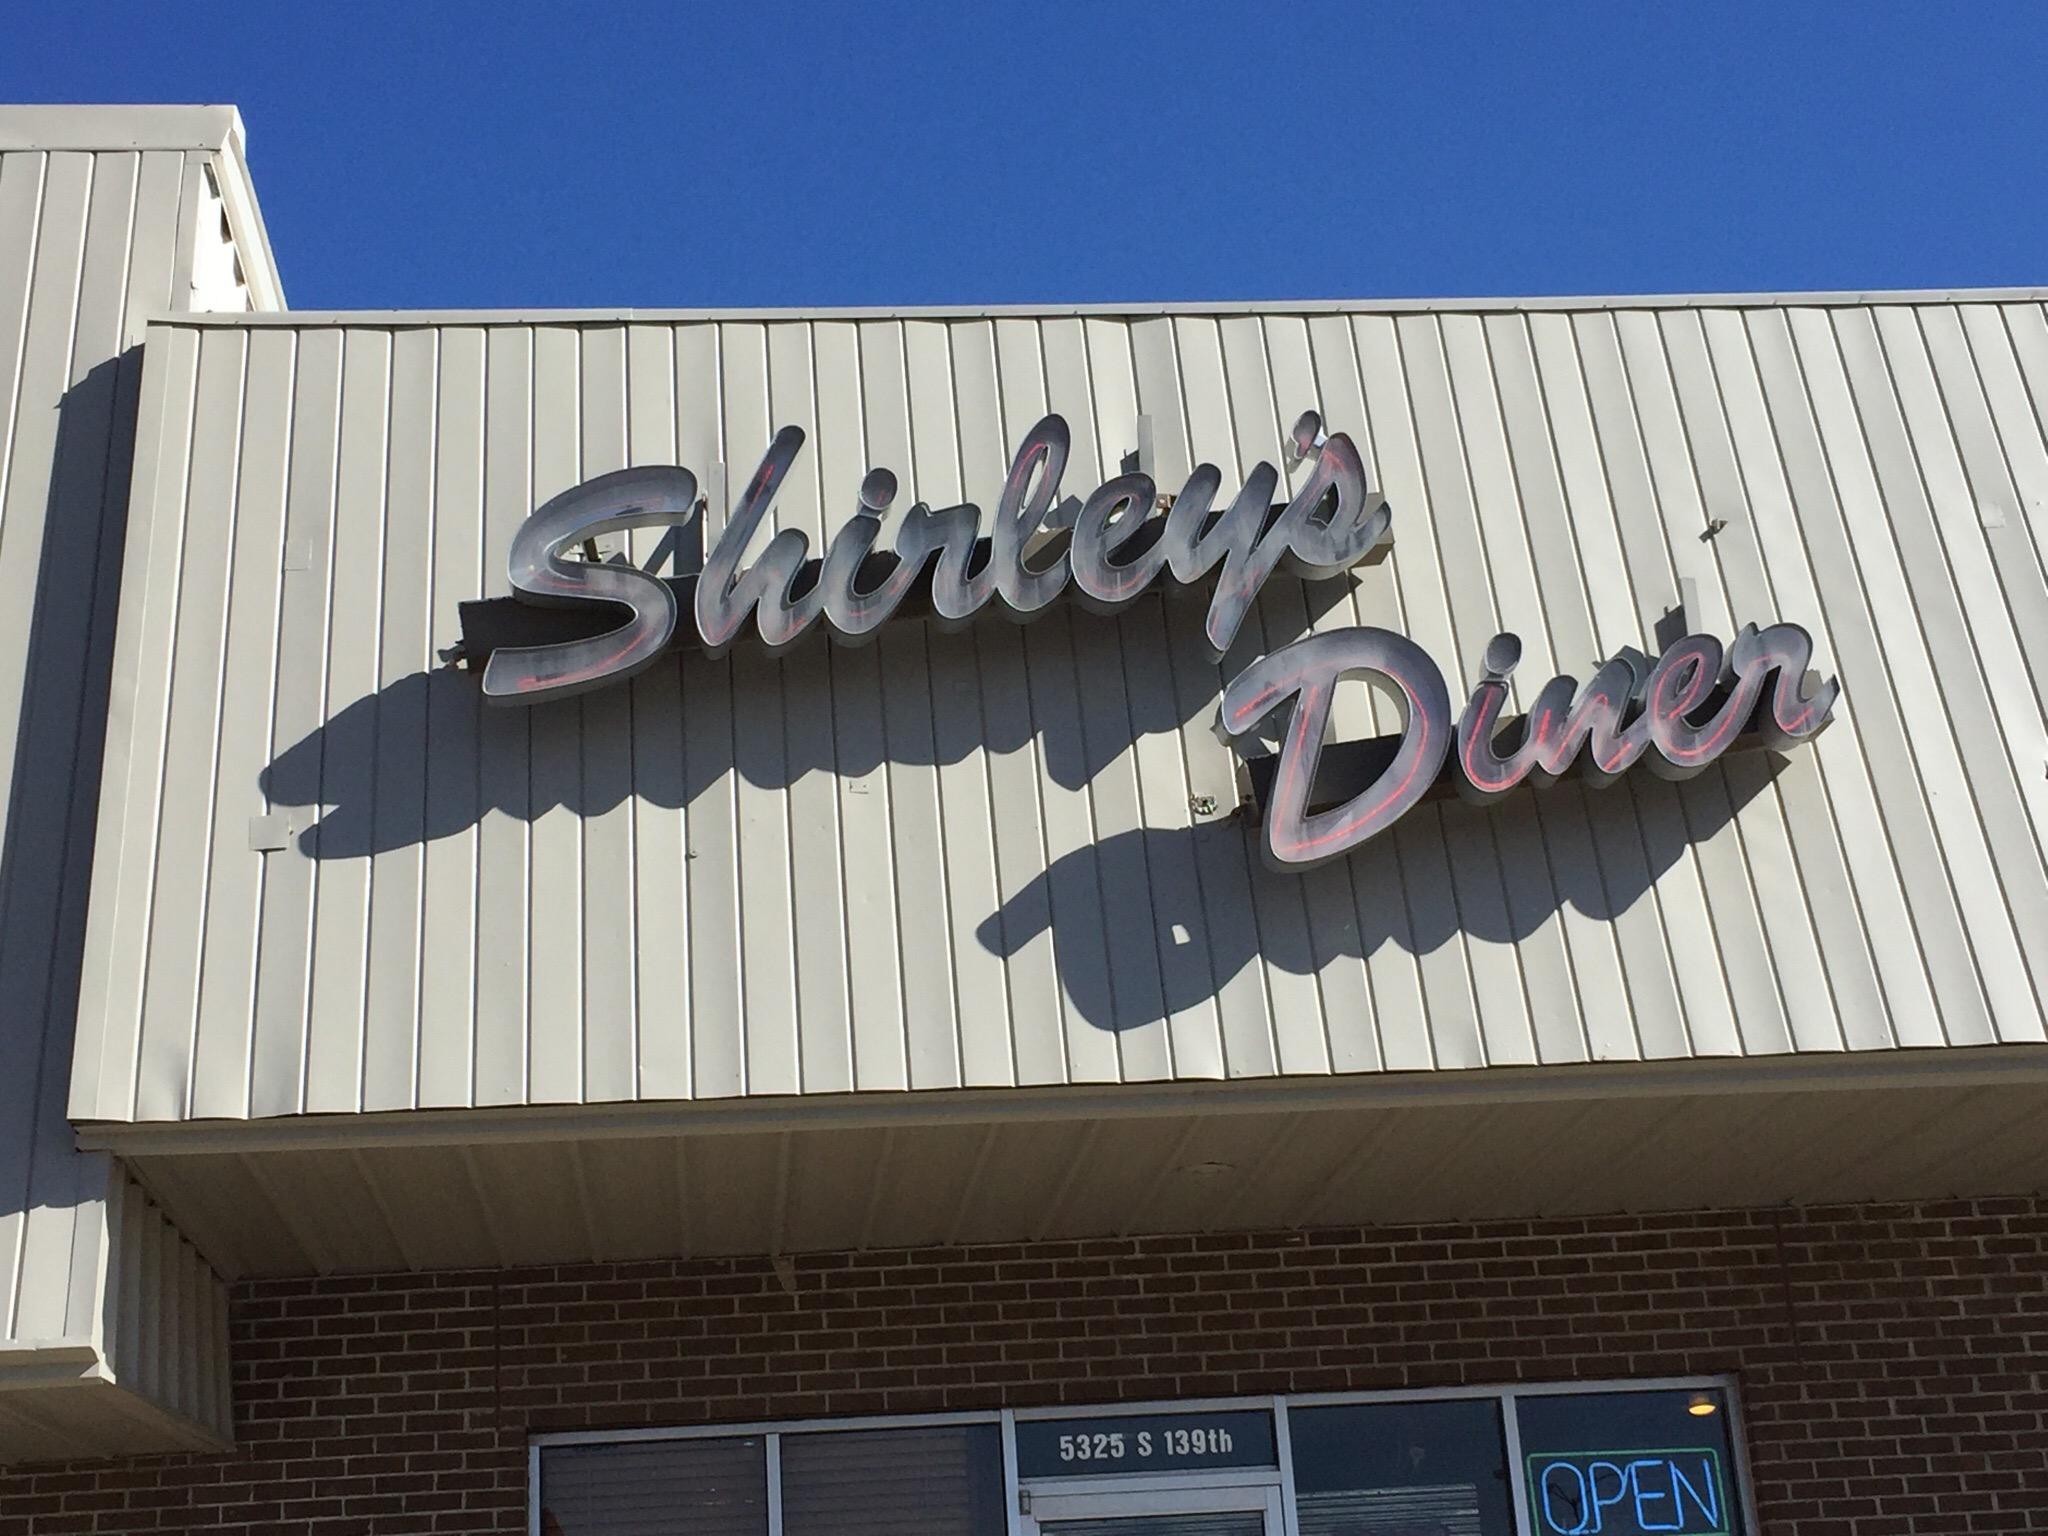 Shirley's
Diner
5325 S 139th
OPEN